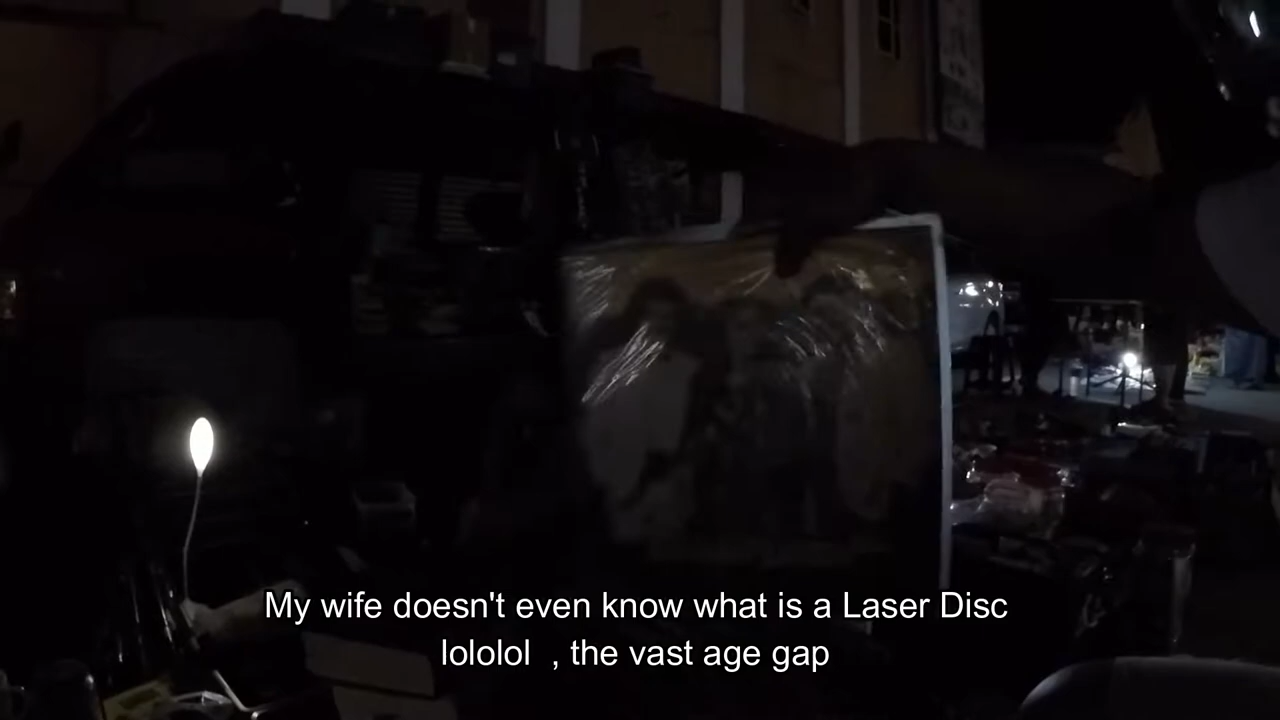 My wife doesn't even know what is a Laser Disc
lololol  , the vast age gap